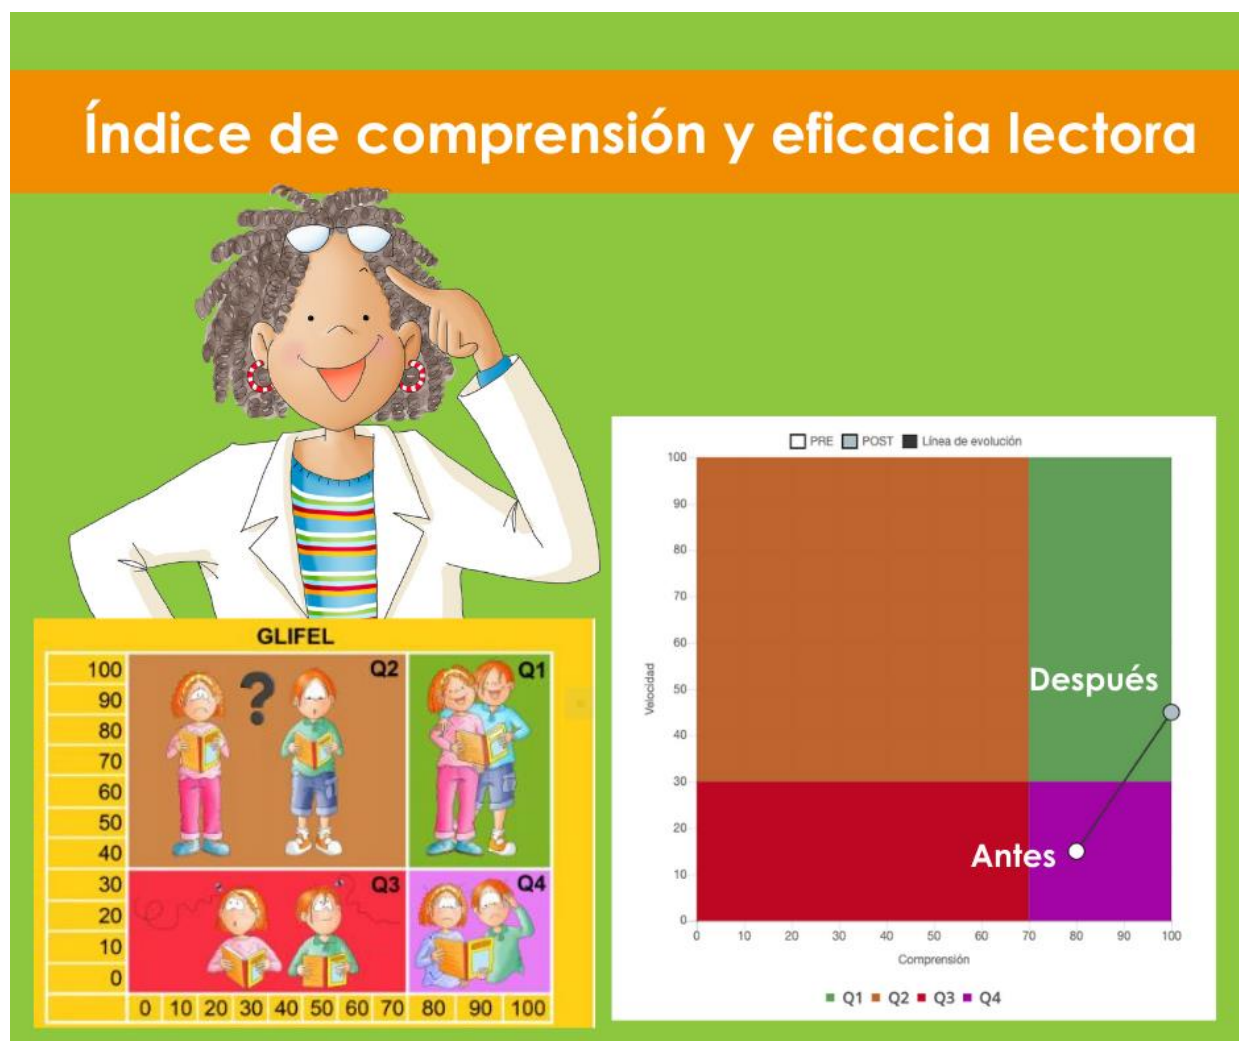 Índice de comprensión y eficacia lectora
GLIFEL
100 Q2 Q1
90
80
70
60
50
40
30 Q3 Q4
20
10
0
0 10 20 30 40 50 60 70 80 90 100
?
PRE POST Línea de evolución
100
90
80
70
60
50
40
30
20
10
0
Velocidad
Después
Antes
0 10 20 30 40 50 60 70 80 90 100
Comprensión
Q1 Q2 Q3 Q4